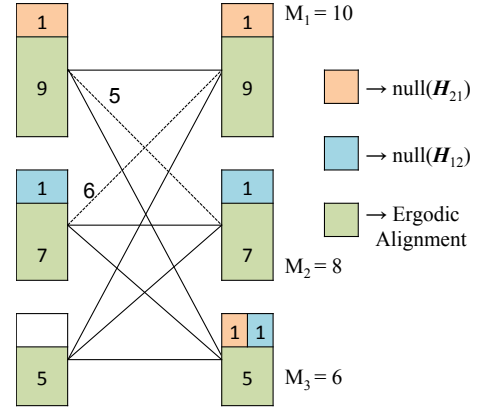 1
1
M₁ = 10
9
5
9
→ null(H₂₁)
1
6
1
→ null(H₁₂)
7
7
→ Ergodic
Alignment
M₂ = 8
1 1
5
5
M₃ = 6